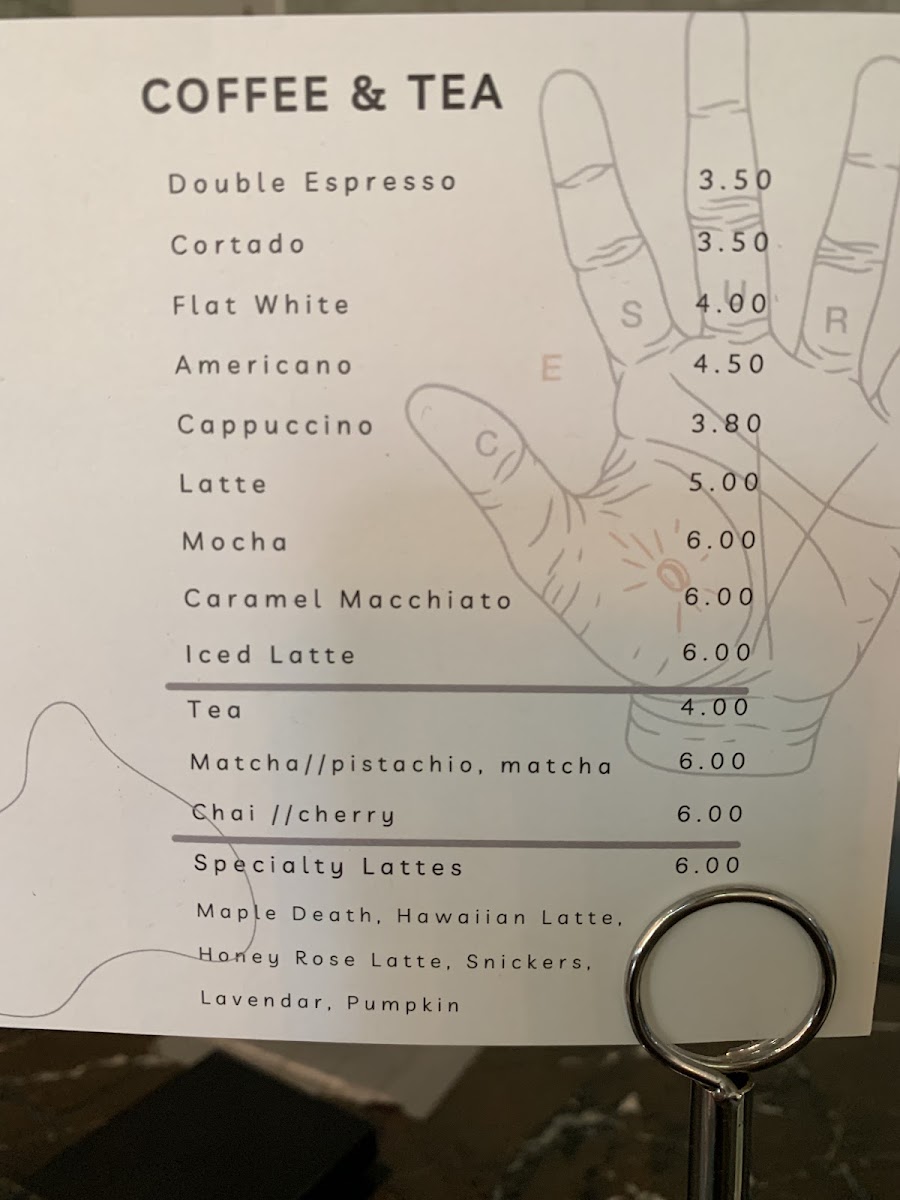 COFFEE & TEA
Double Espresso 3.50
Cortado 3.50
Flat White 4.00
Americano 4.50
Cappuccino 3.80
Latte 5.00
Mocha 6.00
Caramel Macchiato 6.00
Iced Latte 6.00
Tea 4.00
Matcha//pistachio, matcha 6.00
Chai //cherry 6.00
Specialty Lattes 6.00
Maple Death, Hawaiian Latte,
Honey Rose Latte, Snickers,
Lavendar, Pumpkin
C
E
S
U
R